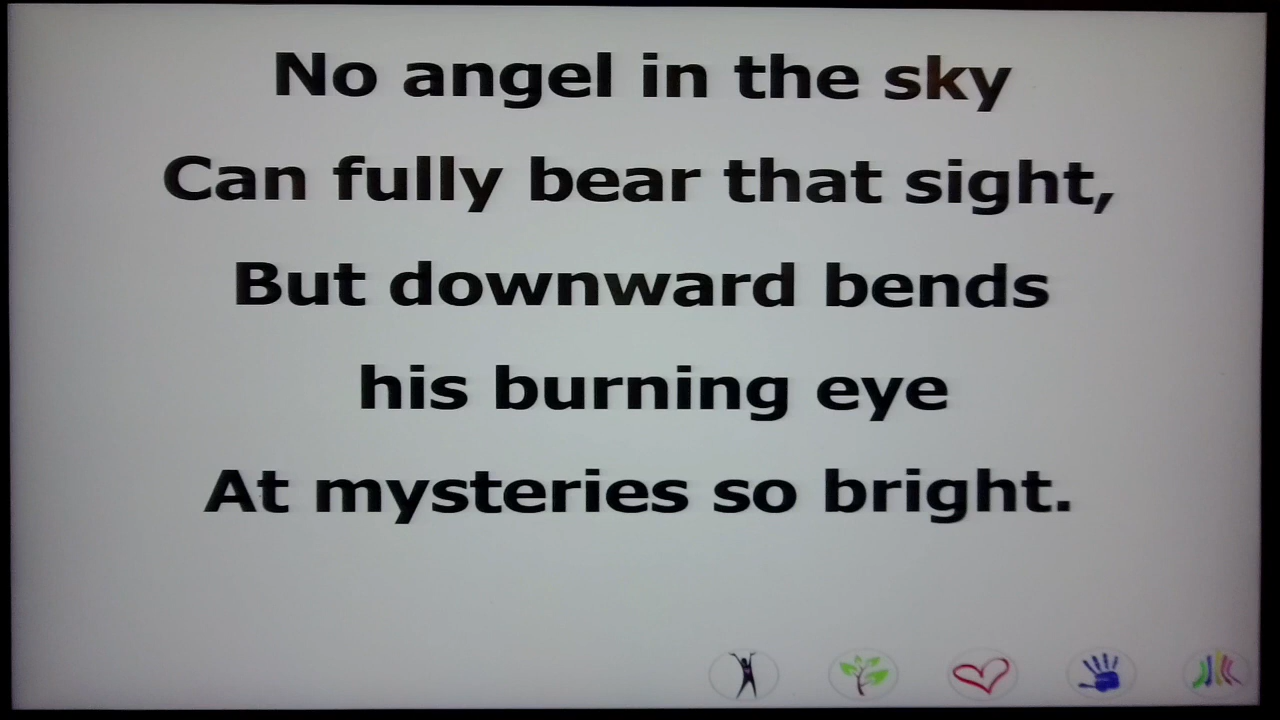 No angel in the sky
Can fully bear that sight,
But downward bends
his burning eye
At mysteries so bright.